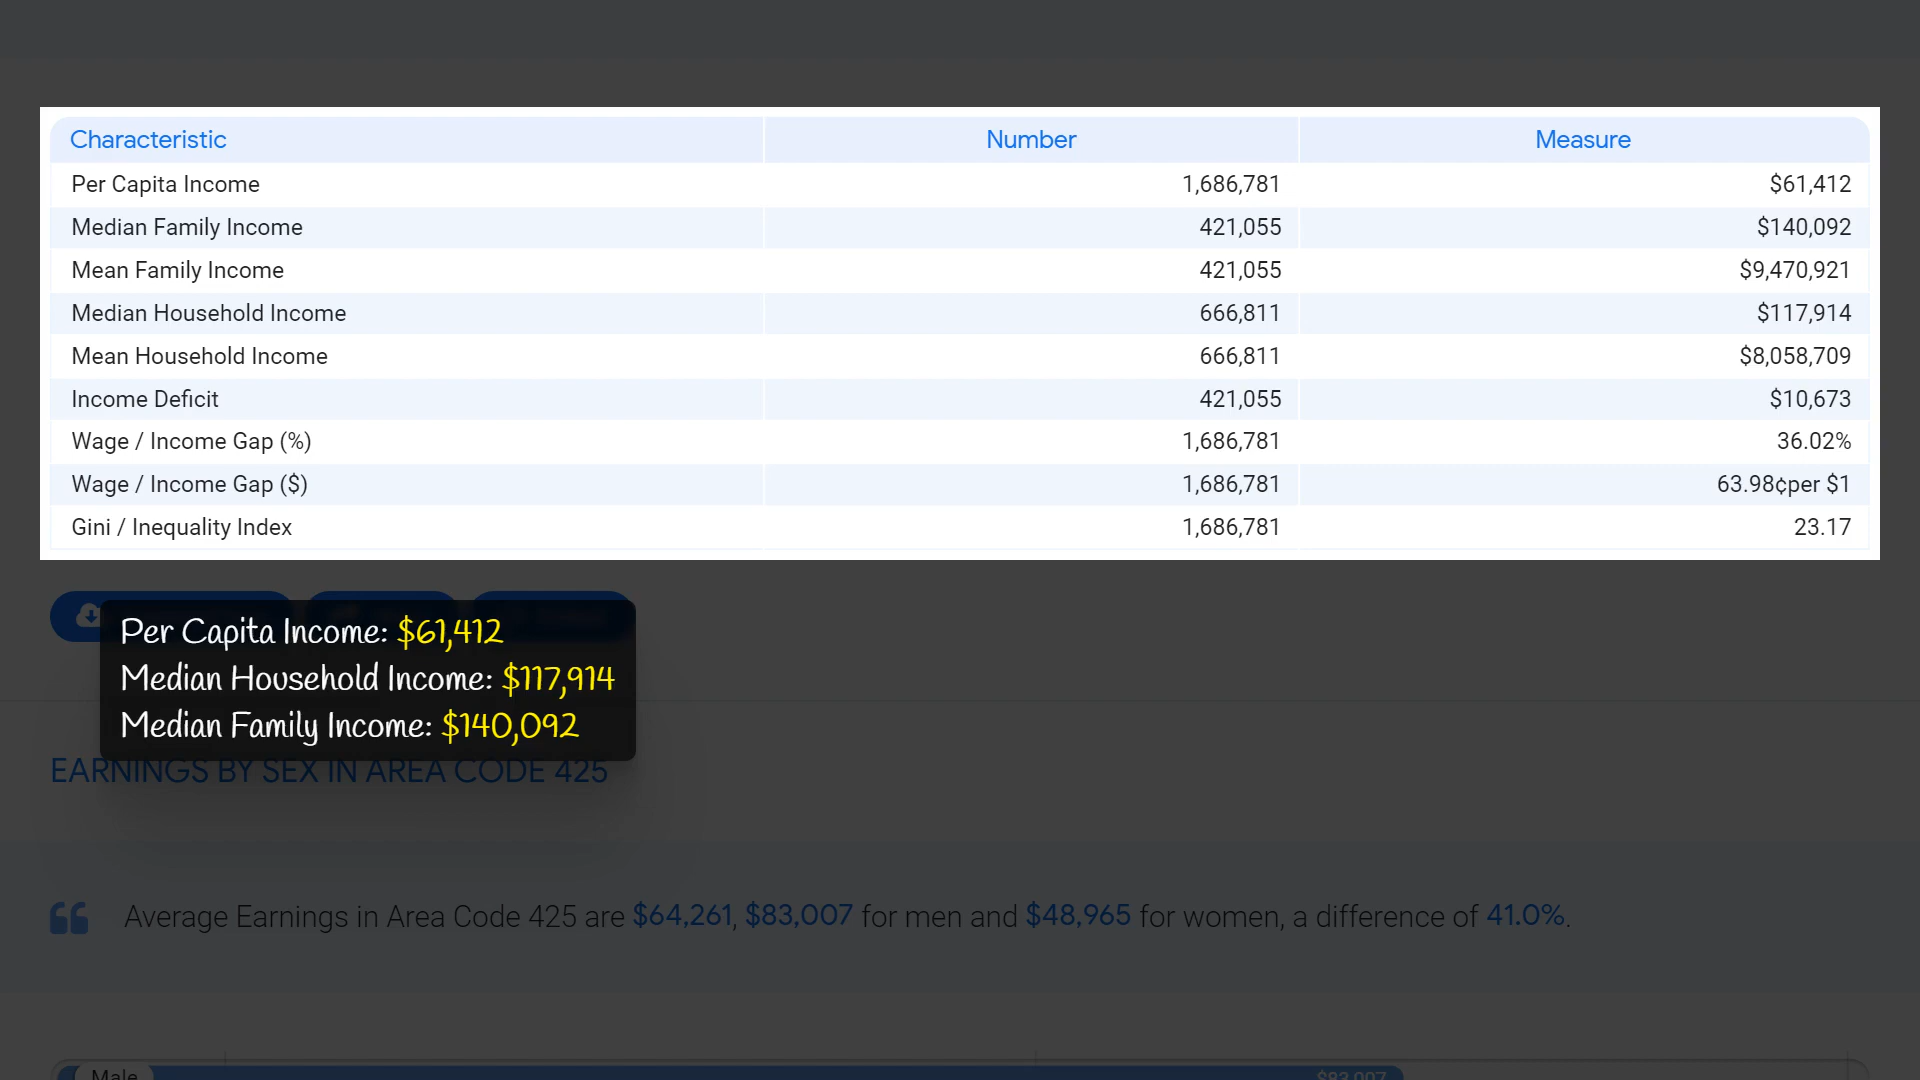 Characteristic Number Measure
Per Capita Income 1,686,781 $61,412
Median Family Income 421,055 $140,092
Mean Family Income 421,055 $9,470,921
Median Household Income 666,811 $117,914
Mean Household Income 666,811 $8,058,709
Income Deficit 421,055 $10,673
Wage / Income Gap (%) 1,686,781 36.02%
Wage / Income Gap ($) 1,686,781 63.98¢per $1
Gini / Inequality Index 1,686,781 23.17
Per Capita Income: $61,412
Median Household Income: $117,914
Median Family Income: $140,092
EARNINGS BY SEX IN AREA CODE 425
Average Earnings in Area Code 425 are $64,261, $83,007 for men and $48,965 for women, a difference of 41.0%.
Male $83,007